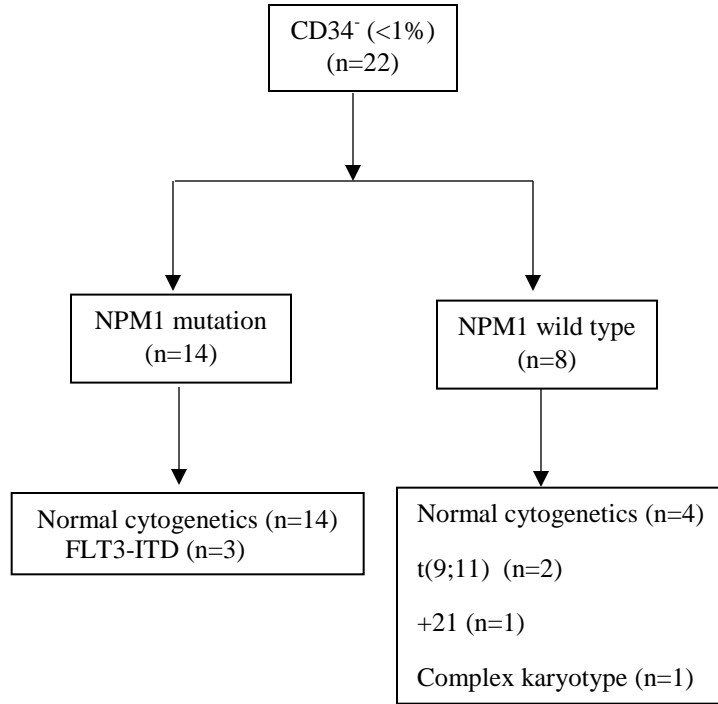 CD34⁻ (<1%)
(n=22)
NPM1 mutation
(n=14)
NPM1 wild type
(n=8)
Normal cytogenetics (n=14)
FLT3-ITD (n=3)
Normal cytogenetics (n=4)
t(9;11) (n=2)
+21 (n=1)
Complex karyotype (n=1)